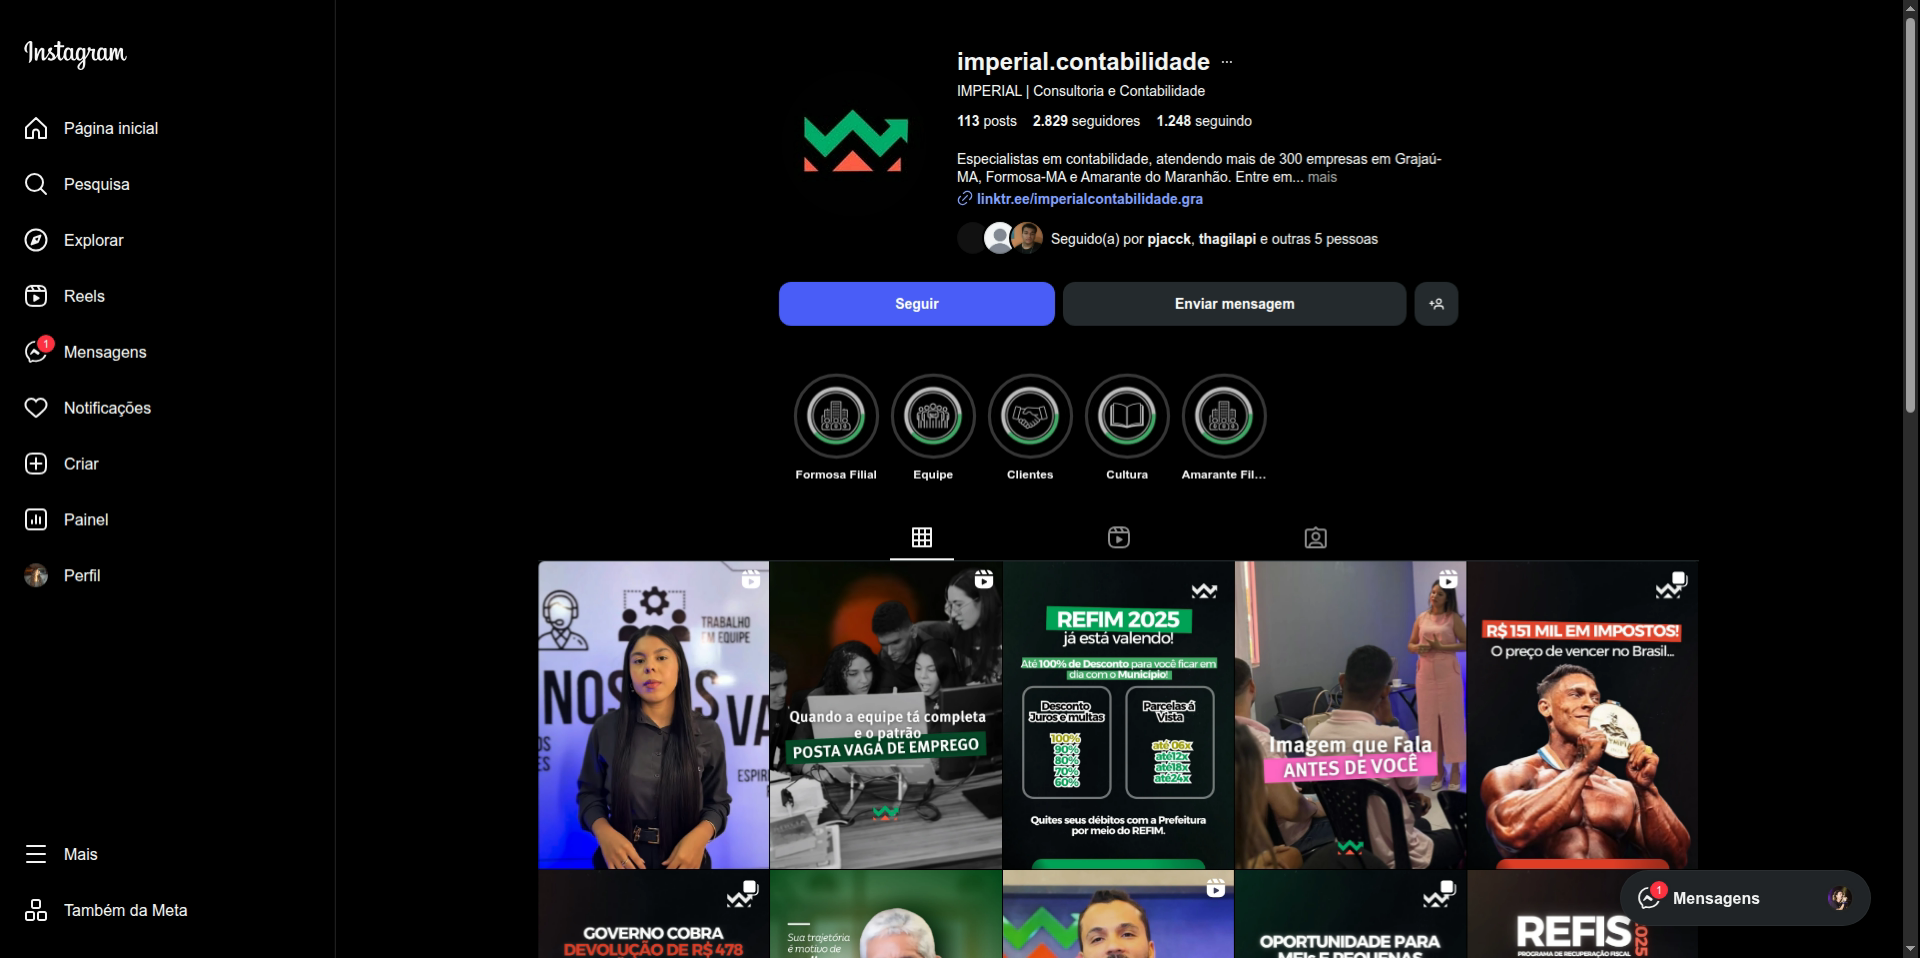 Instagram
Página inicial
Pesquisa
Explorar
Reels
1
Mensagens
Notificações
Criar
Painel
Perfil
Mais
Também da Meta
imperial.contabilidade ...
IMPERIAL | Consultoria e Contabilidade
113 posts 2.829 seguidores 1.248 seguindo
Especialistas em contabilidade, atendendo mais de 300 empresas em Grajaú-
MA, Formosa-MA e Amarante do Maranhão. Entre em... mais
linktr.ee/imperialcontabilidade.gra
Seguido(a) por pjacck, thagilapi e outras 5 pessoas
Seguir
Enviar mensagem
Formosa Filial
Equipe
Clientes
Cultura
Amarante Fil...
TRABALHO
EM EQUIPE
NOS
VA
ESPIRI
Quando a equipe tá completa
e o patrão
POSTA VAGA DE EMPREGO
REFIM 2025
já está valendo!
Até 100% de Desconto para você ficar em
dia com o Município!
Desconto
Juros e multas
100%
90%
80%
70%
60%
Parcelas á
Vista
até 06x
até12x
até18x
até24x
Quites seus débitos com a Prefeitura
por meio do REFIM.
Imagem que Fala
ANTES DE VOCÊ
R$ 151 MIL EM IMPOSTOS!
O preço de vencer no Brasil...
GOVERNO COBRA
DEVOLUÇÃO DE R$ 478
Sua trajetória
é motivo de
OPORTUNIDADE PARA
MEIs E PEQUENAS
REFIS
PROGRAMA DE RECUPERAÇÃO FISCAL
1
Mensagens